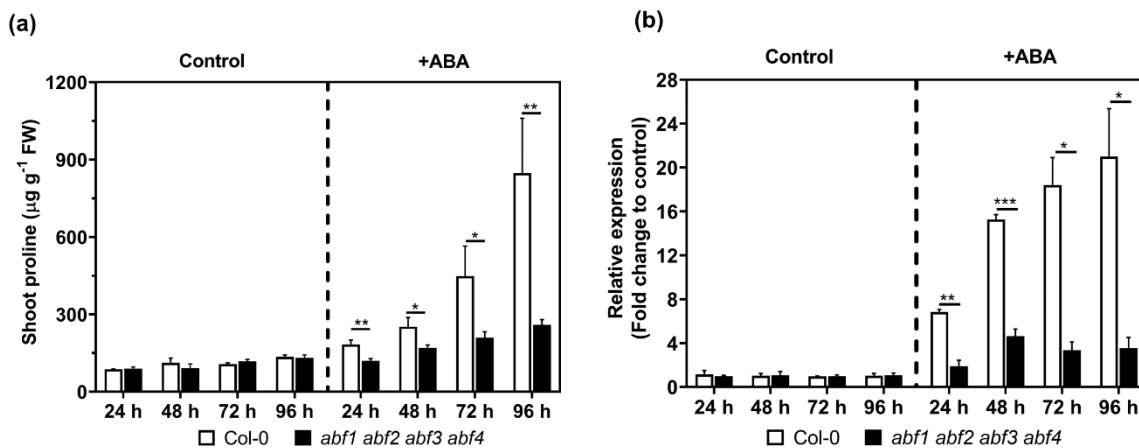 (a)
Control
+ABA
Shoot proline (µg g⁻¹ FW)
1200
900
600
300
0
**
*
*
**
24 h 48 h 72 h 96 h 24 h 48 h 72 h 96 h
Col-0 abf1 abf2 abf3 abf4
(b)
Control
+ABA
Relative expression
(Fold change to control)
28
24
20
16
12
8
4
0
**
***
*
*
24 h 48 h 72 h 96 h 24 h 48 h 72 h 96 h
Col-0 abf1 abf2 abf3 abf4